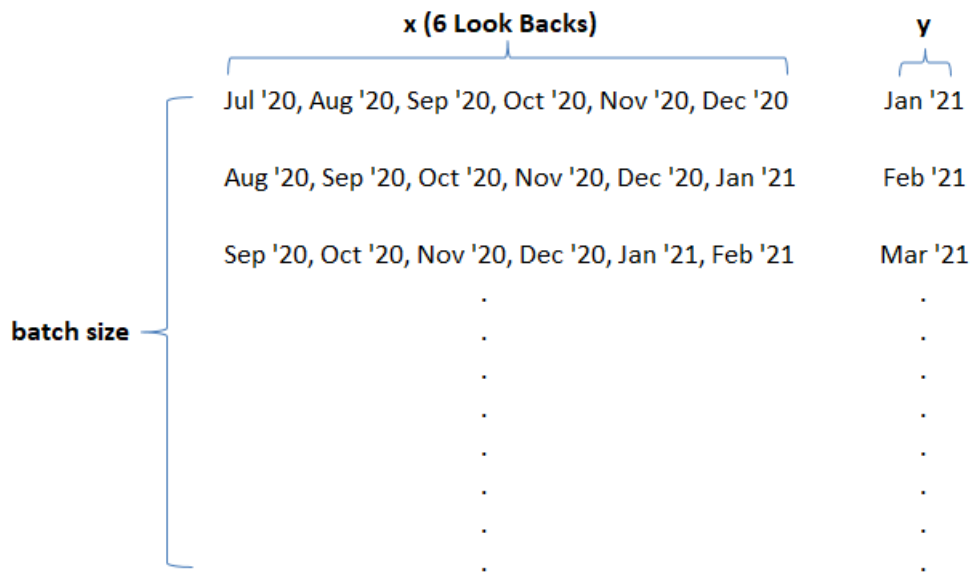 x (6 Look Backs) y
Jul '20, Aug '20, Sep '20, Oct '20, Nov '20, Dec '20 Jan '21
Aug '20, Sep '20, Oct '20, Nov '20, Dec '20, Jan '21 Feb '21
Sep '20, Oct '20, Nov '20, Dec '20, Jan '21, Feb '21 Mar '21
. .
batch size . .
. .
. .
. .
. .
. .
. .